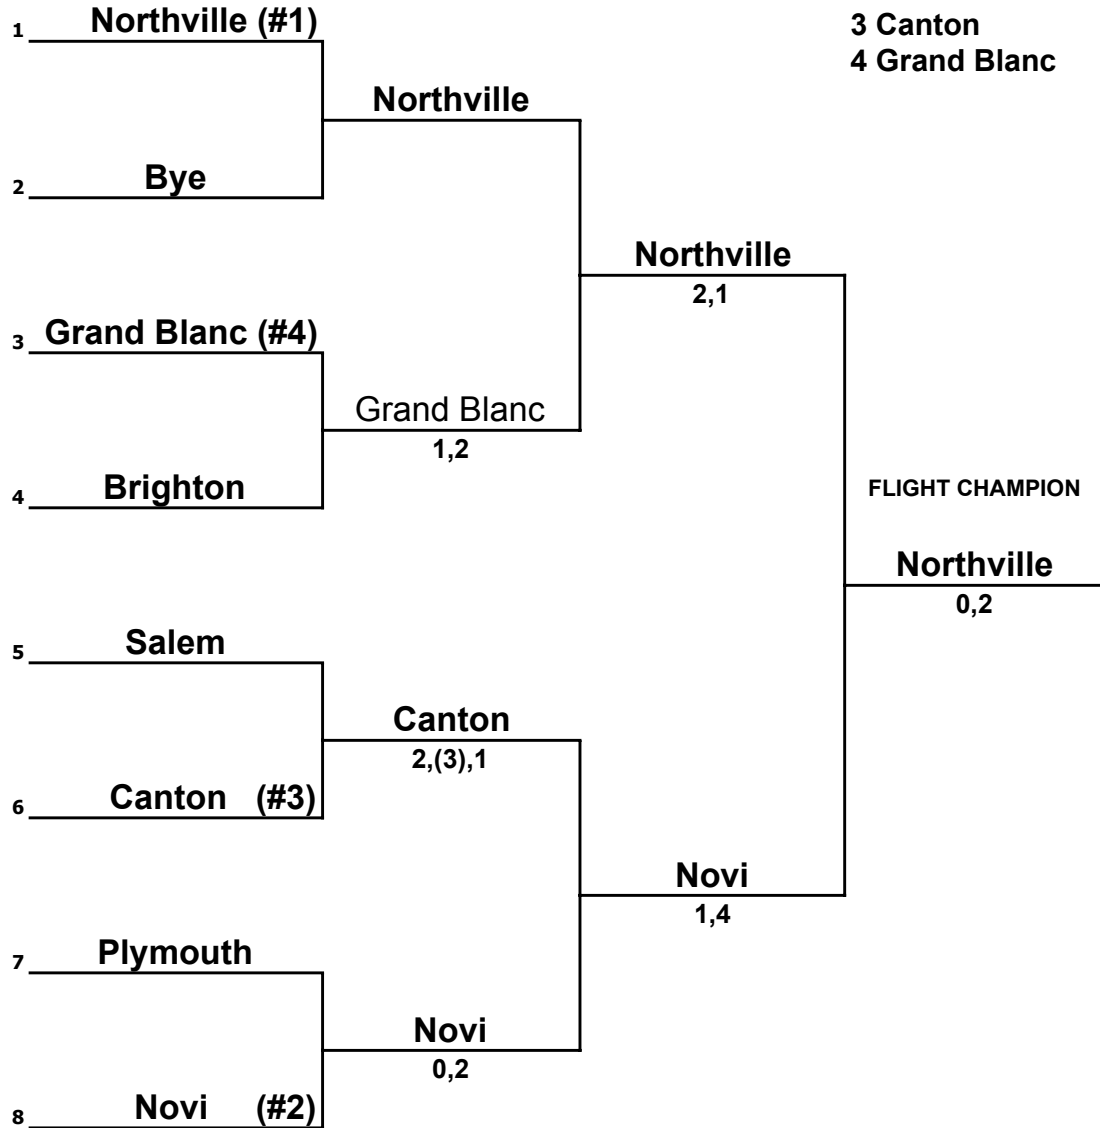 1 Northville (#1)
3 Canton
4 Grand Blanc
Northville
2 Bye
Northville
2,1
3 Grand Blanc (#4)
Grand Blanc
1,2
4 Brighton
FLIGHT CHAMPION
Northville
0,2
5 Salem
Canton
2,(3),1
6 Canton (#3)
Novi
1,4
7 Plymouth
Novi
0,2
8 Novi (#2)